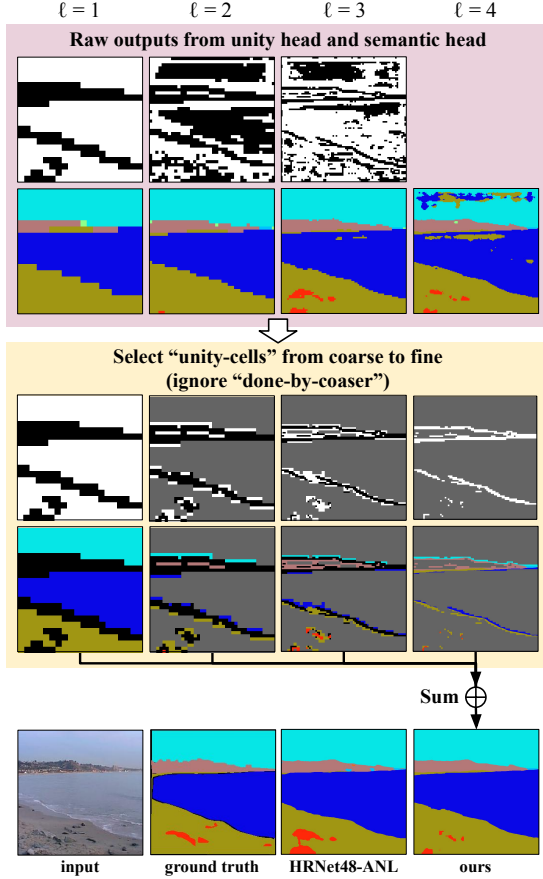 ℓ = 1 ℓ = 2 ℓ = 3 ℓ = 4
Raw outputs from unity head and semantic head
Select “unity-cells” from coarse to fine
(ignore “done-by-coaser”)
Sum
input ground truth HRNet48-ANL ours